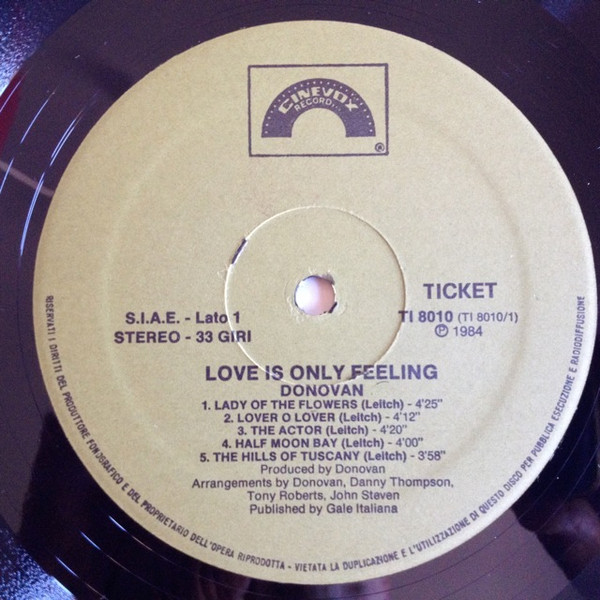 CINEVOX
RECORD
®
TICKET
S.I.A.E. - Lato 1
STEREO - 33 GIRI
TI 8010 (TI 8010/1)
℗ 1984
LOVE IS ONLY FEELING
DONOVAN
1. LADY OF THE FLOWERS (Leitch) - 4'25"
2. LOVER O LOVER (Leitch) - 4'12"
3. THE ACTOR (Leitch) - 4'20"
4. HALF MOON BAY (Leitch) - 4'00"
5. THE HILLS OF TUSCANY (Leitch) - 3'58"
Produced by Donovan
Arrangements by Donovan, Danny Thompson,
Tony Roberts, John Steven
Published by Gale Italiana
RISERVATI I DIRITTI DEL PRODUTTORE FONOGRAFICO E DEL PROPRIETARIO DELL'OPERA RIPRODOTTA - VIETATA LA DUPLICAZIONE E L'UTILIZZAZIONE DI QUESTO DISCO PER PUBBLICA ESECUZIONE E RADIODIFFUSIONE